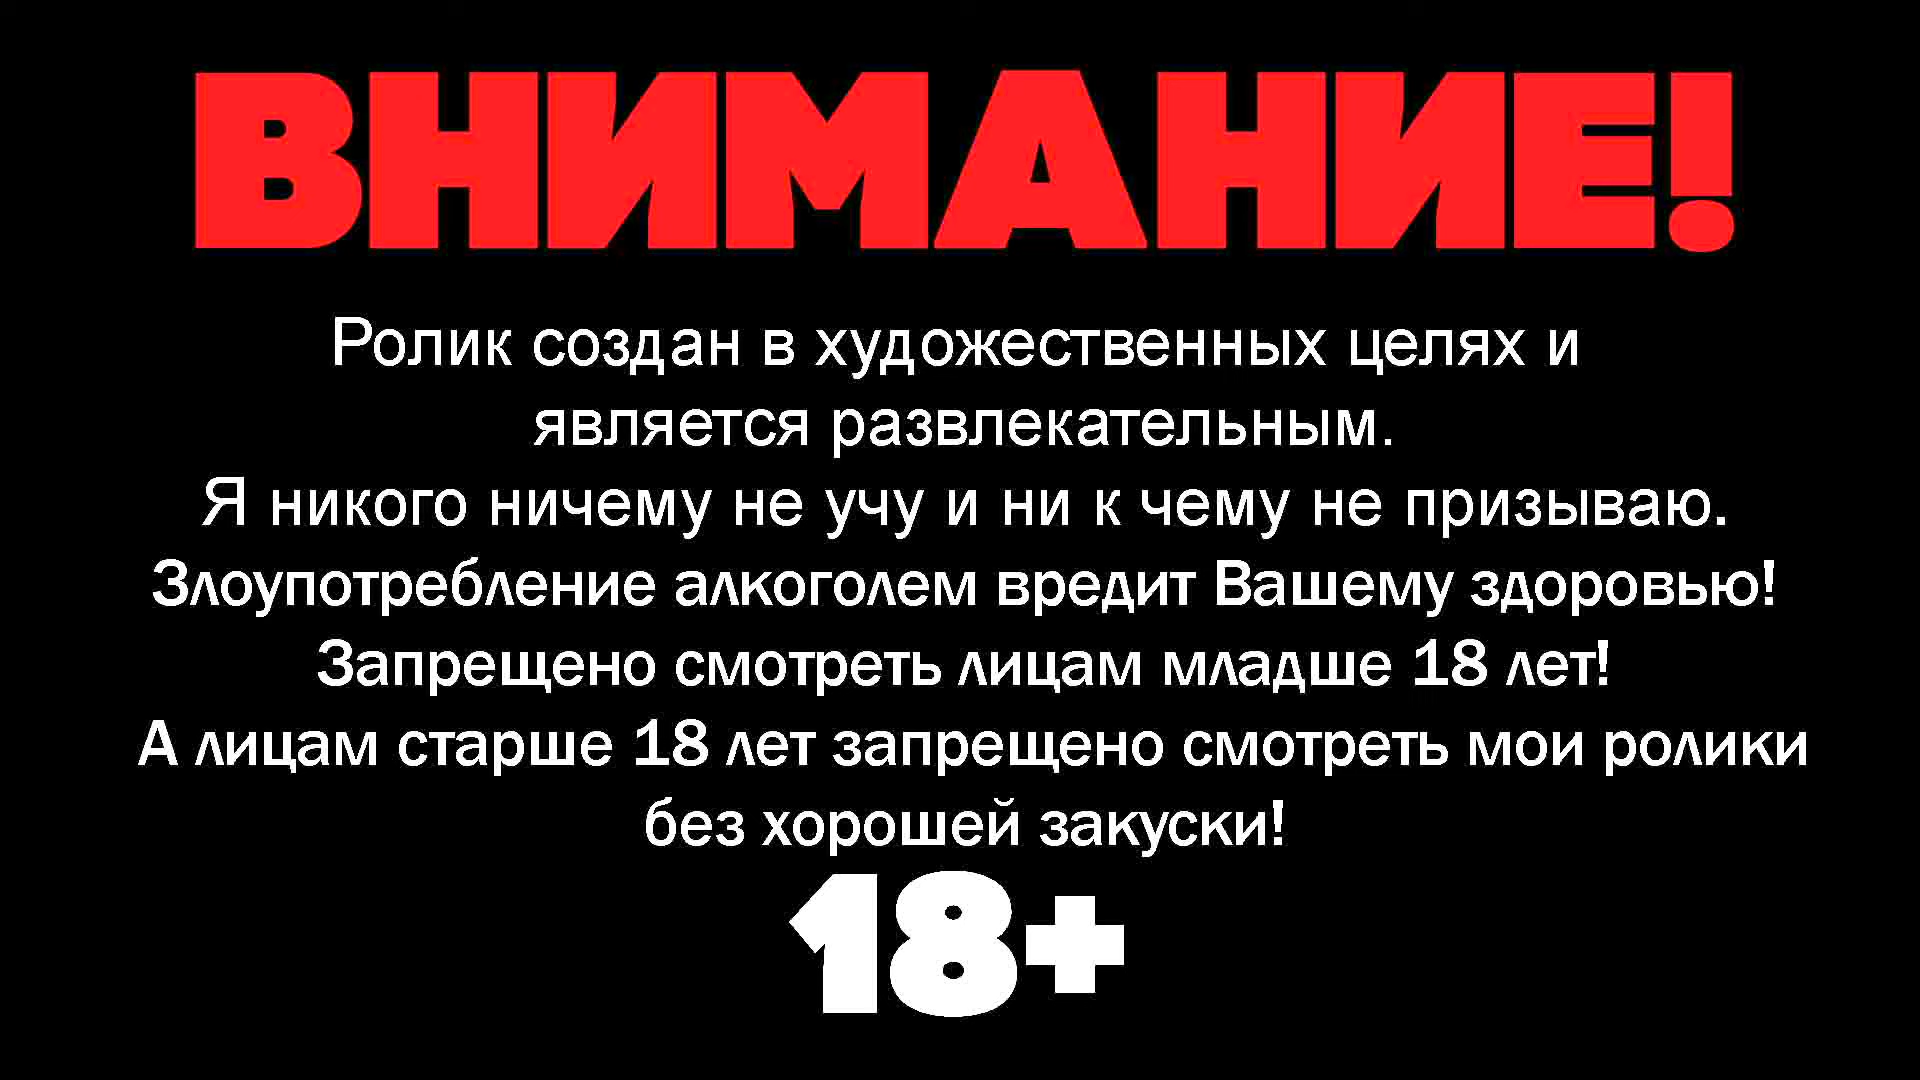 ВНИМАНИЕ!
Ролик создан в художественных целях и
является развлекательным.
Я никого ничему не учу и ни к чему не призываю.
Злоупотребление алкоголем вредит Вашему здоровью!
Запрещено смотреть лицам младше 18 лет!
А лицам старше 18 лет запрещено смотреть мои ролики
без хорошей закуски!
18+